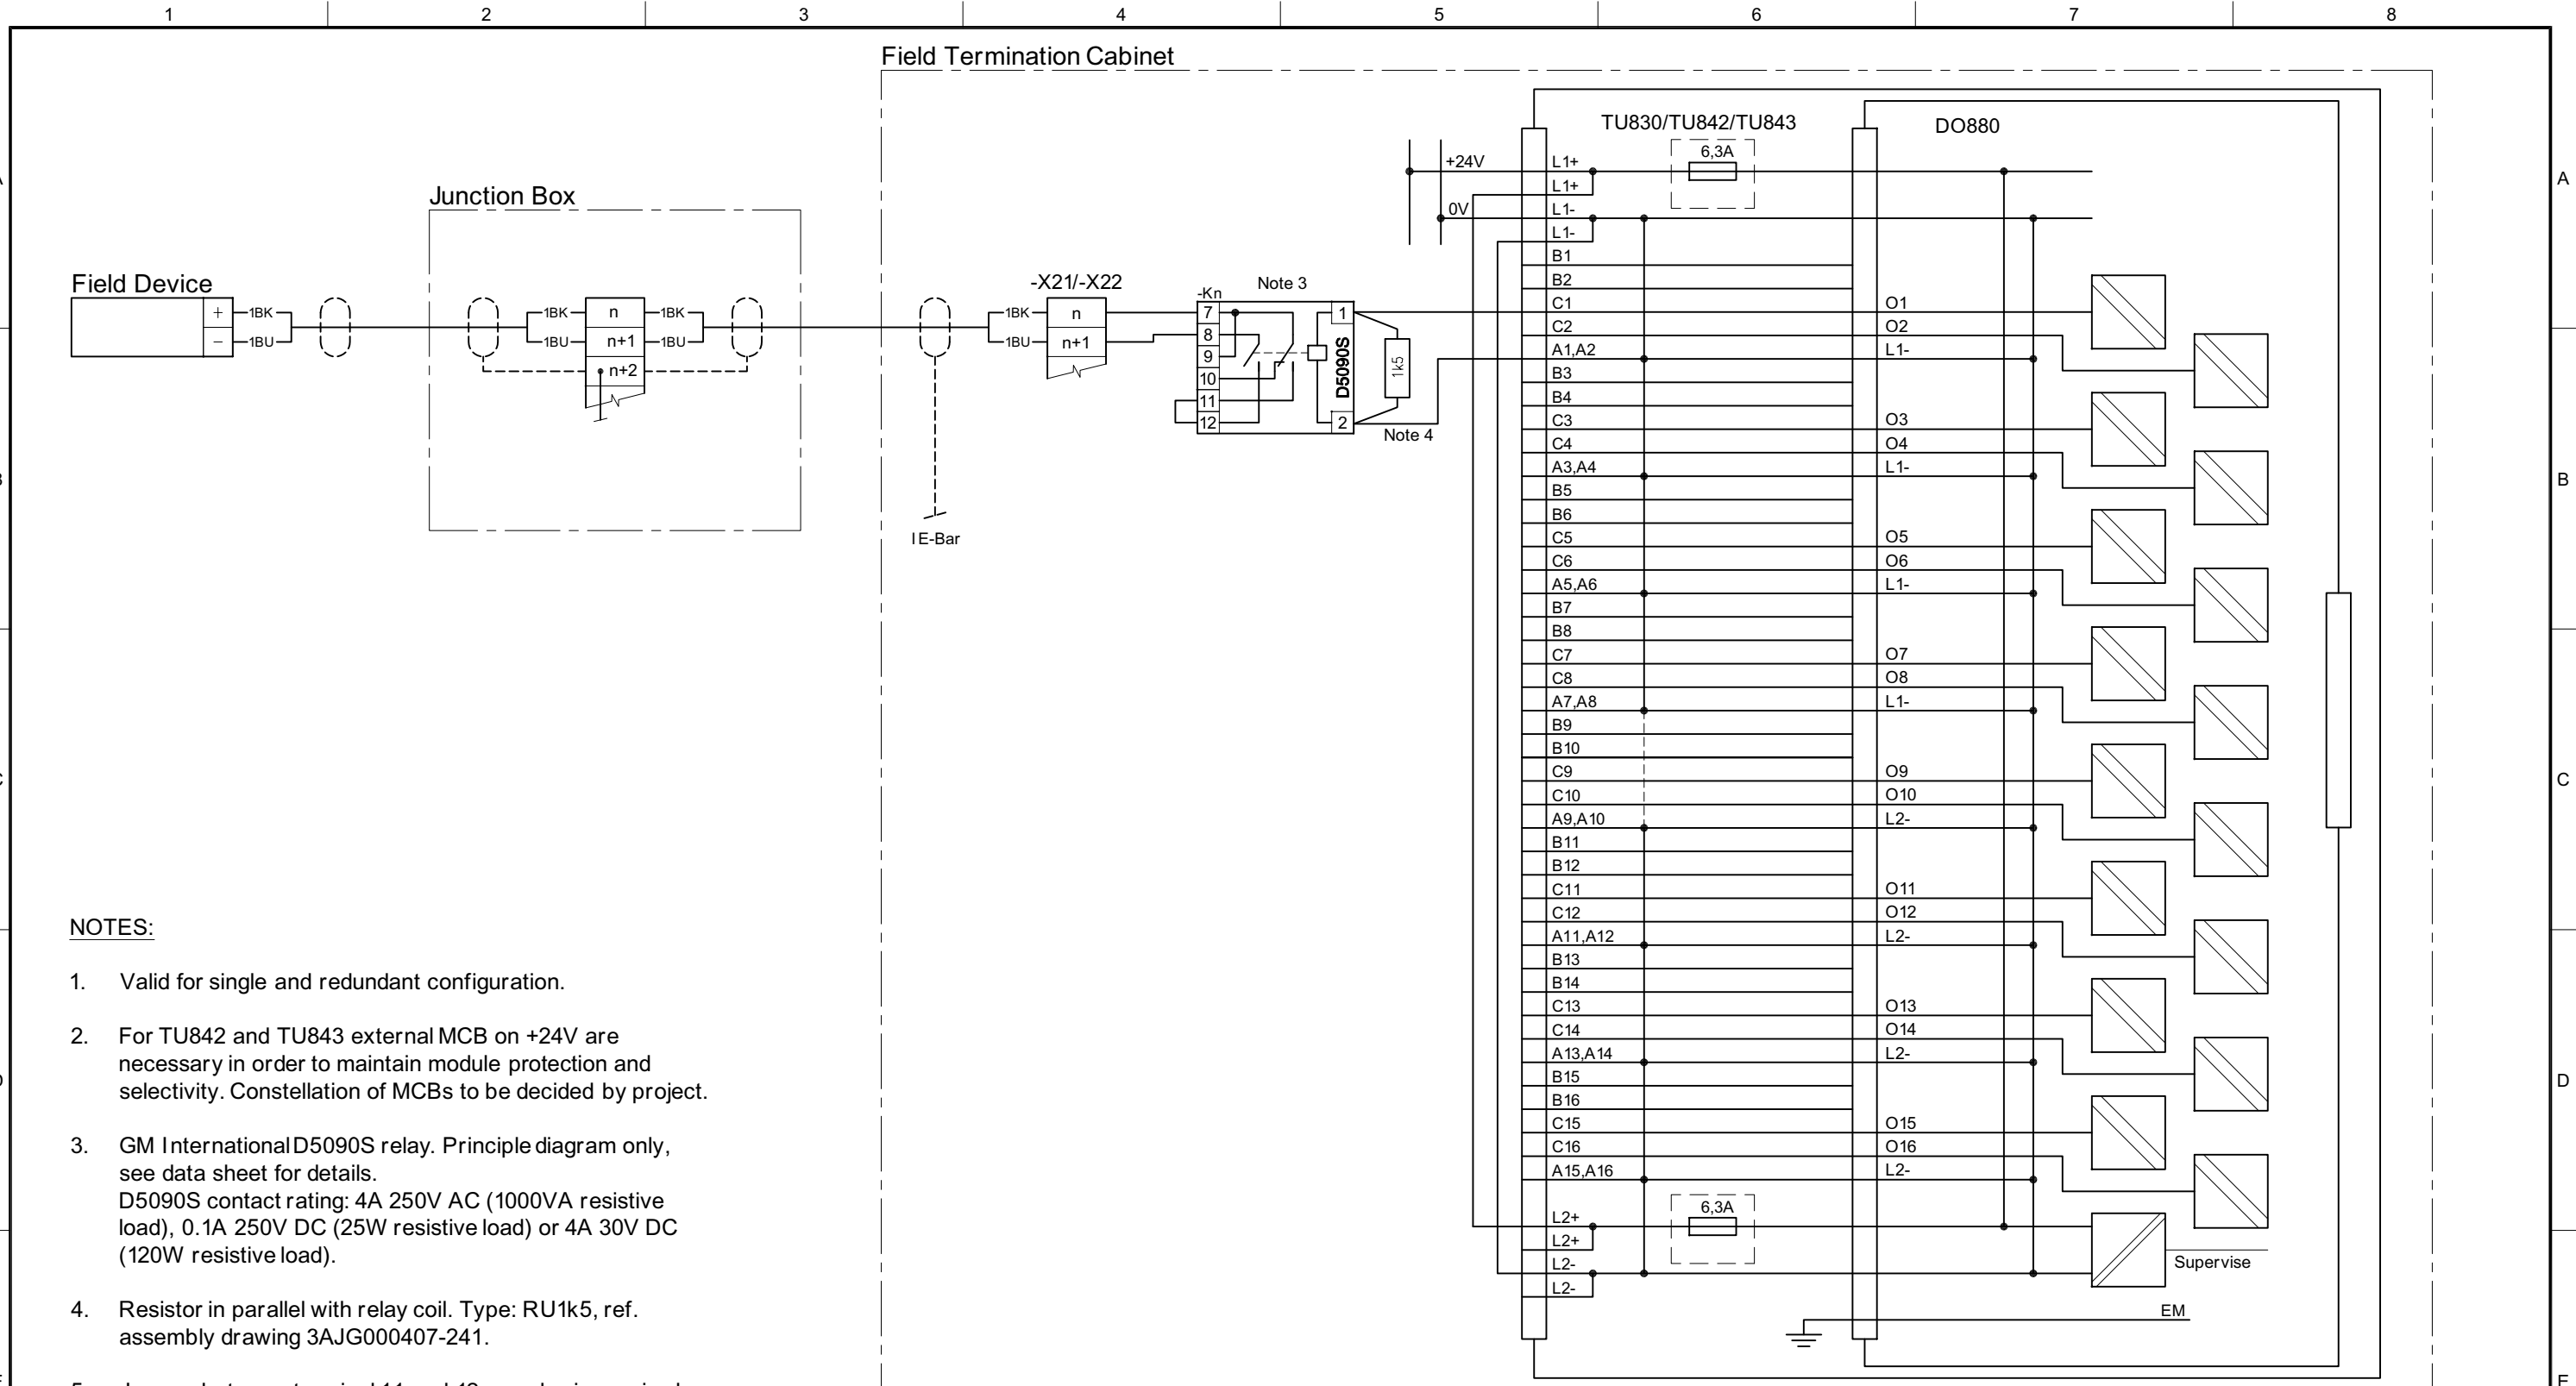 1 2 3 4 5 6 7 8
Field Termination Cabinet
TU830/TU842/TU843
DO880
6,3A
+24V
L1+
L1+
0V
L1-
L1-
A
A
Junction Box
Field Device
+
−
1BK
1BU
1BK
1BU
n
n+1
n+2
1BK
1BU
1BK
1BU
IE-Bar
-X21/-X22
n
n+1
-Kn
Note 3
7
8
9
10
11
12
1
2
D5090S
1k5
Note 4
B1
B2
C1 O1
C2 O2
A1,A2 L1-
B3
B4
C3 O3
C4 O4
A3,A4 L1-
B
B
B5
B6
C5 O5
C6 O6
A5,A6 L1-
B7
B8
C7 O7
C8 O8
A7,A8 L1-
B9
B10
C9 O9
C
C
C10 O10
A9,A10 L2-
B11
B12
C11 O11
C12 O12
A11,A12 L2-
B13
B14
C13 O13
C14 O14
A13,A14 L2-
B15
D
D
B16
C15 O15
C16 O16
A15,A16 L2-
6,3A
L2+
L2+
L2-
L2-
Supervise
EM
E
NOTES:
1. Valid for single and redundant configuration.
2. For TU842 and TU843 external MCB on +24V are
necessary in order to maintain module protection and
selectivity. Constellation of MCBs to be decided by project.
3. GM International D5090S relay. Principle diagram only,
see data sheet for details.
D5090S contact rating: 4A 250V AC (1000VA resistive
load), 0.1A 250V DC (25W resistive load) or 4A 30V DC
(120W resistive load).
4. Resistor in parallel with relay coil. Type: RU1k5, ref.
assembly drawing 3AJG000407-241.